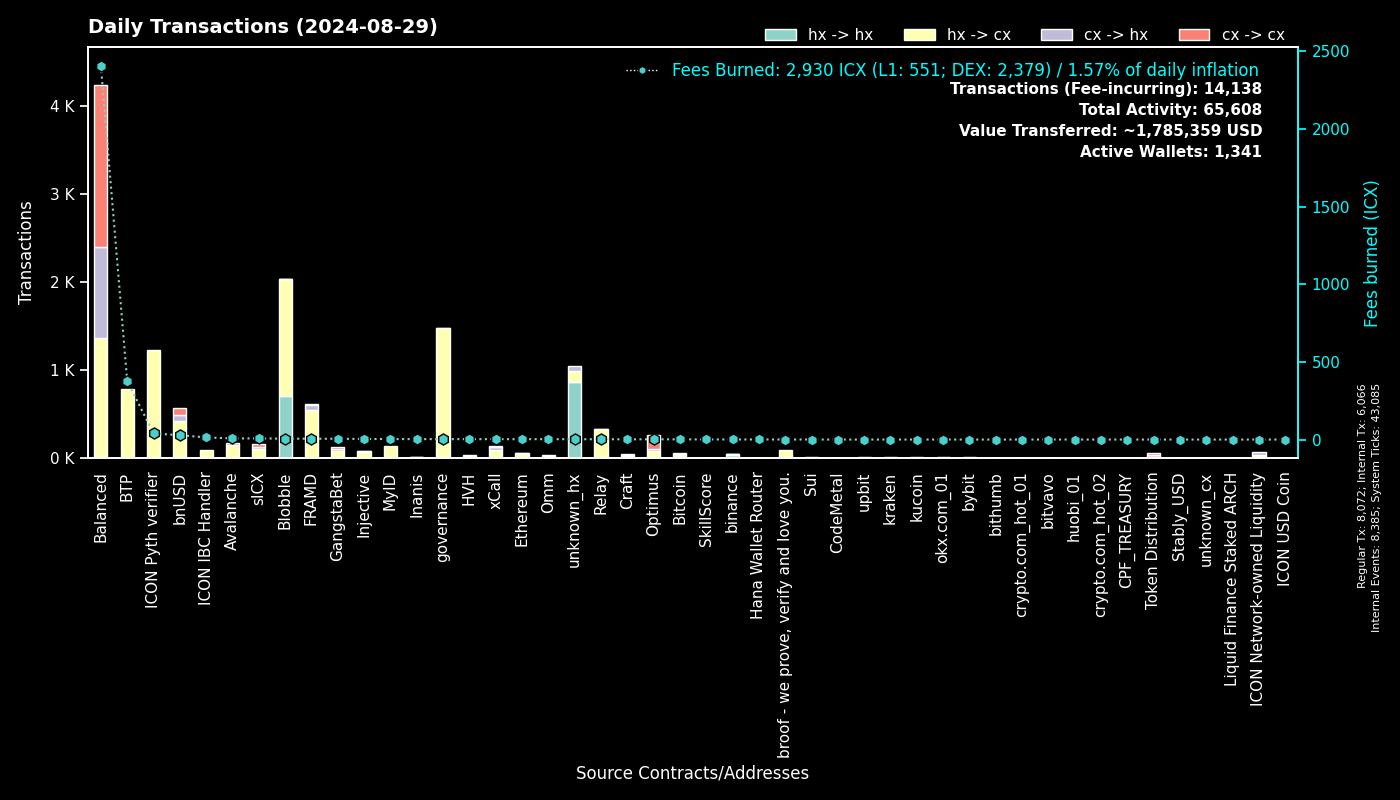 Daily Transactions (2024-08-29)
hx -> hx
hx -> cx
cx -> hx
cx -> cx
Fees Burned: 2,930 ICX (L1: 551; DEX: 2,379) / 1.57% of daily inflation
Transactions (Fee-incurring): 14,138
Total Activity: 65,608
Value Transferred: ~1,785,359 USD
Active Wallets: 1,341
Transactions
4 K
3 K
2 K
1 K
0 K
2500
2000
1500
1000
500
0
Fees burned (ICX)
Balanced
BTP
ICON Pyth verifier
bnUSD
ICON IBC Handler
Avalanche
sICX
Blobble
FRAMD
GangstaBet
Injective
MyID
Inanis
governance
HVH
xCall
Ethereum
Omm
unknown_hx
Relay
Craft
Optimus
Bitcoin
SkillScore
binance
Hana Wallet Router
broof - we prove, verify and love you.
Sui
CodeMetal
upbit
kraken
kucoin
okx.com_01
bybit
bithumb
crypto.com_hot_01
bitvavo
huobi_01
crypto.com_hot_02
CPF_TREASURY
Token Distribution
Stably_USD
unknown_cx
Liquid Finance Staked ARCH
ICON Network-owned Liquidity
ICON USD Coin
Source Contracts/Addresses
Regular Tx: 8,072; Internal Tx: 6,066
Internal Events: 8,385; System Ticks: 43,085